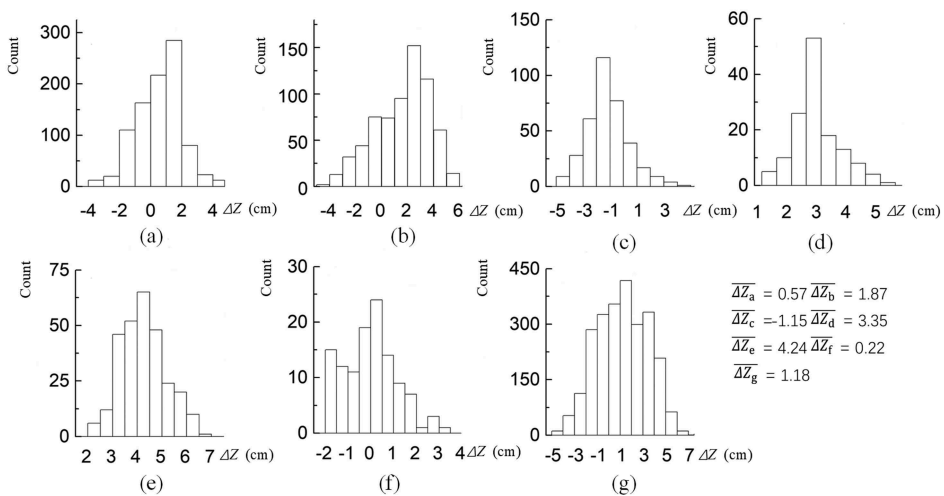 300
200
100
0
Count
-4 -2 0 2 4 ΔZ (cm)
(a)
150
100
50
0
Count
-4 -2 0 2 4 6 ΔZ (cm)
(b)
150
100
50
0
Count
-5 -3 -1 1 3 ΔZ (cm)
(c)
60
40
20
0
Count
1 2 3 4 5 ΔZ (cm)
(d)
75
50
25
0
Count
2 3 4 5 6 7 ΔZ (cm)
(e)
30
20
10
0
Count
-2 -1 0 1 2 3 4 ΔZ (cm)
(f)
450
300
150
0
Count
-5 -3 -1 1 3 5 7 ΔZ (cm)
(g)
ΔZa = 0.57 ΔZb = 1.87
ΔZc =-1.15 ΔZd = 3.35
ΔZe = 4.24 ΔZf = 0.22
ΔZg = 1.18